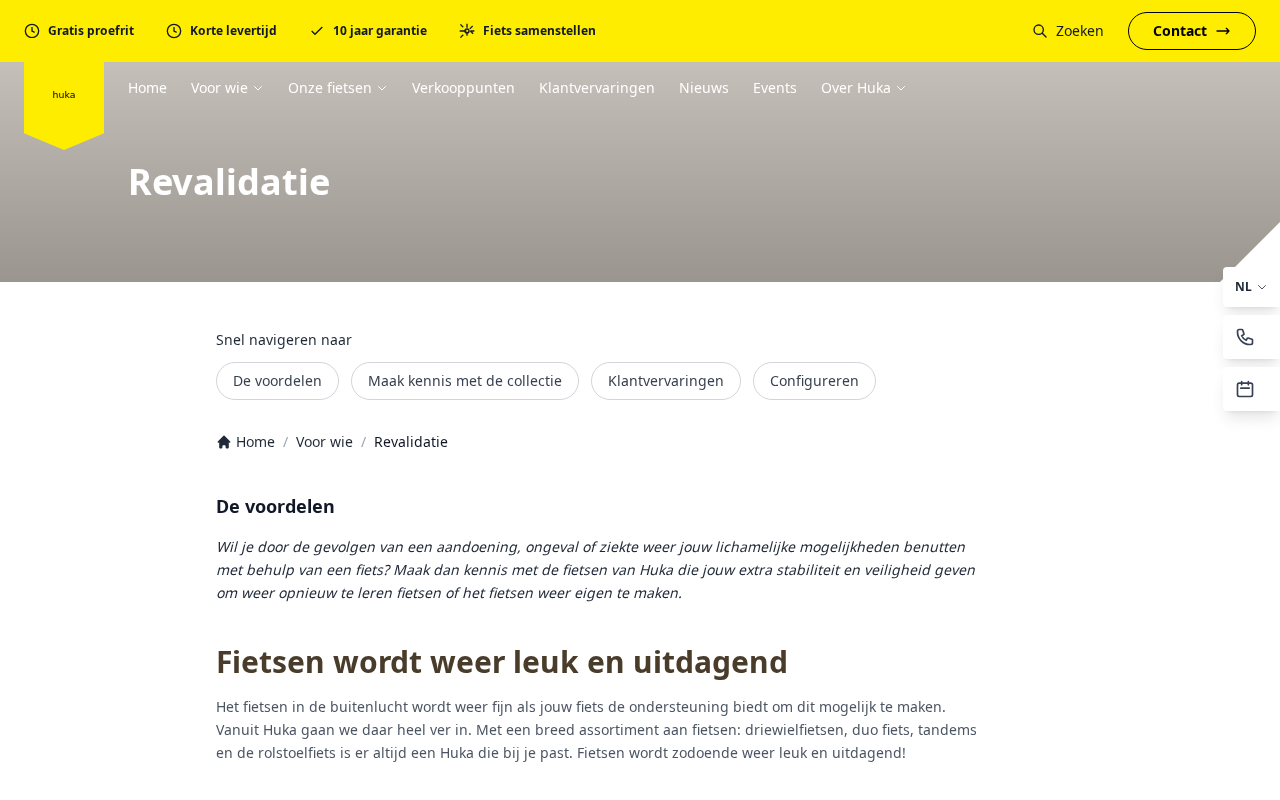 Gratis proefrit
Korte levertijd
10 jaar garantie
Fiets samenstellen
Zoeken
Contact
huka
Home
Voor wie
Onze fietsen
Verkooppunten
Klantvervaringen
Nieuws
Events
Over Huka
Revalidatie
NL
Snel navigeren naar
De voordelen
Maak kennis met de collectie
Klantvervaringen
Configureren
Home / Voor wie / Revalidatie
De voordelen
Wil je door de gevolgen van een aandoening, ongeval of ziekte weer jouw lichamelijke mogelijkheden benutten
met behulp van een fiets? Maak dan kennis met de fietsen van Huka die jouw extra stabiliteit en veiligheid geven
om weer opnieuw te leren fietsen of het fietsen weer eigen te maken.
Fietsen wordt weer leuk en uitdagend
Het fietsen in de buitenlucht wordt weer fijn als jouw fiets de ondersteuning biedt om dit mogelijk te maken.
Vanuit Huka gaan we daar heel ver in. Met een breed assortiment aan fietsen: driewielfietsen, duo fiets, tandems
en de rolstoelfiets is er altijd een Huka die bij je past. Fietsen wordt zodoende weer leuk en uitdagend!